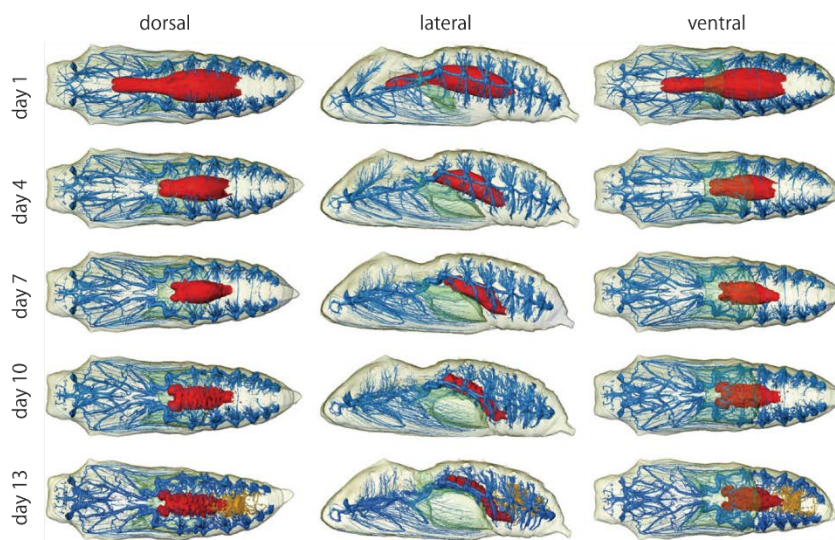 dorsal
lateral
ventral
day 1
day 4
day 7
day 10
day 13